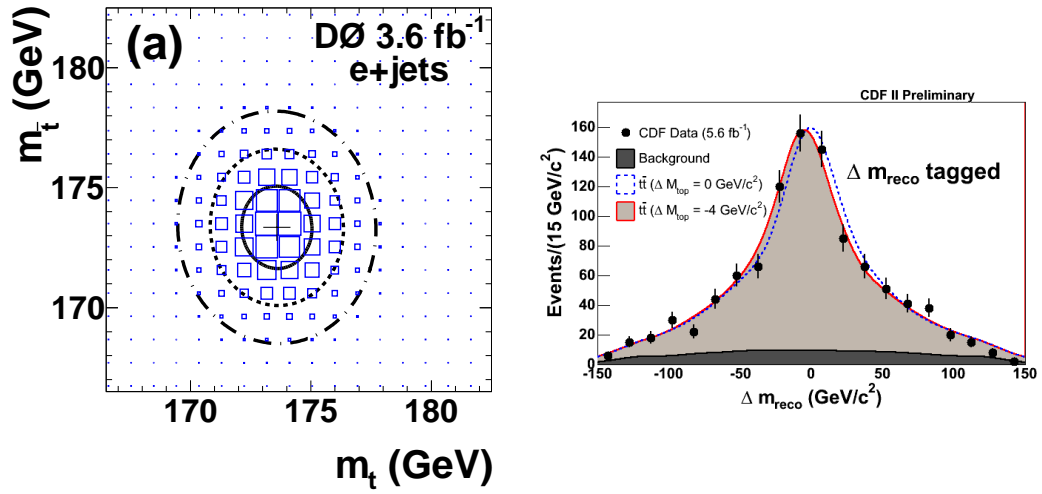 (a)
DØ 3.6 fb⁻¹
e+jets
m_t̄ (GeV)
180
175
170
170
175
180
m_t (GeV)
CDF II Preliminary
Events/(15 GeV/c²)
160
140
120
100
80
60
40
20
0
CDF Data (5.6 fb⁻¹)
Background
tt̄ (Δ M_top = 0 GeV/c²)
tt̄ (Δ M_top = -4 GeV/c²)
Δ m_reco tagged
-150
-100
-50
0
50
100
150
Δ m_reco (GeV/c²)